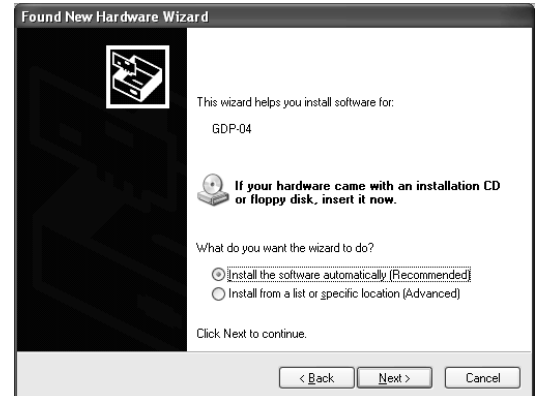 Found New Hardware Wizard
This wizard helps you install software for:
GDP-04
If your hardware came with an installation CD
or floppy disk, insert it now.
What do you want the wizard to do?
Install the software automatically (Recommended)
Install from a list or specific location (Advanced)
Click Next to continue.
< Back
Next >
Cancel